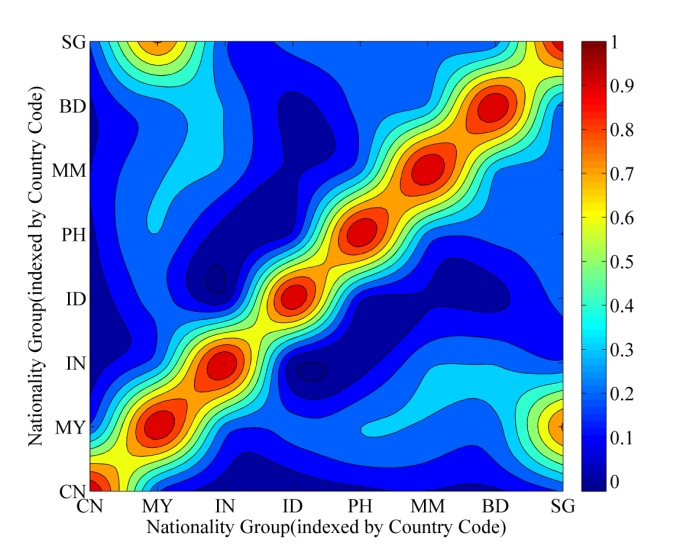 SG
BD
MM
PH
ID
IN
MY
CN
Nationality Group(indexed by Country Code)
CN MY IN ID PH MM BD SG
Nationality Group(indexed by Country Code)
1
0.9
0.8
0.7
0.6
0.5
0.4
0.3
0.2
0.1
0